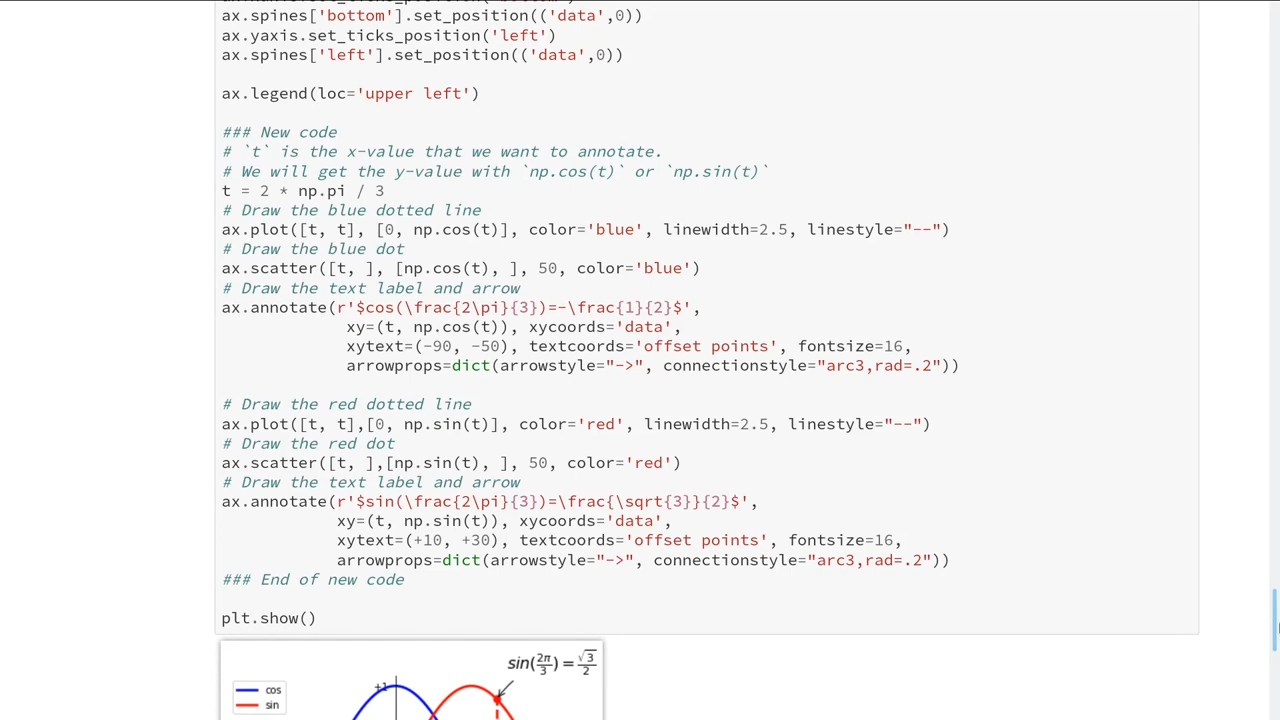 ax.spines['bottom'].set_position(('data',0))
ax.yaxis.set_ticks_position('left')
ax.spines['left'].set_position(('data',0))
ax.legend(loc='upper left')
### New code
# `t` is the x-value that we want to annotate.
# We will get the y-value with `np.cos(t)` or `np.sin(t)`
t = 2 * np.pi / 3
# Draw the blue dotted line
ax.plot([t, t], [0, np.cos(t)], color='blue', linewidth=2.5, linestyle="--")
# Draw the blue dot
ax.scatter([t, ], [np.cos(t), ], 50, color='blue')
# Draw the text label and arrow
ax.annotate(r'$cos(\frac{2\pi}{3})=-\frac{1}{2}$',
xy=(t, np.cos(t)), xycoords='data',
xytext=(-90, -50), textcoords='offset points', fontsize=16,
arrowprops=dict(arrowstyle="->", connectionstyle="arc3,rad=.2"))
# Draw the red dotted line
ax.plot([t, t],[0, np.sin(t)], color='red', linewidth=2.5, linestyle="--")
# Draw the red dot
ax.scatter([t, ],[np.sin(t), ], 50, color='red')
# Draw the text label and arrow
ax.annotate(r'$sin(\frac{2\pi}{3})=\frac{\sqrt{3}}{2}$',
xy=(t, np.sin(t)), xycoords='data',
xytext=(+10, +30), textcoords='offset points', fontsize=16,
arrowprops=dict(arrowstyle="->", connectionstyle="arc3,rad=.2"))
### End of new code
plt.show()
sin(2π/3) = √3/2
+1
cos
sin